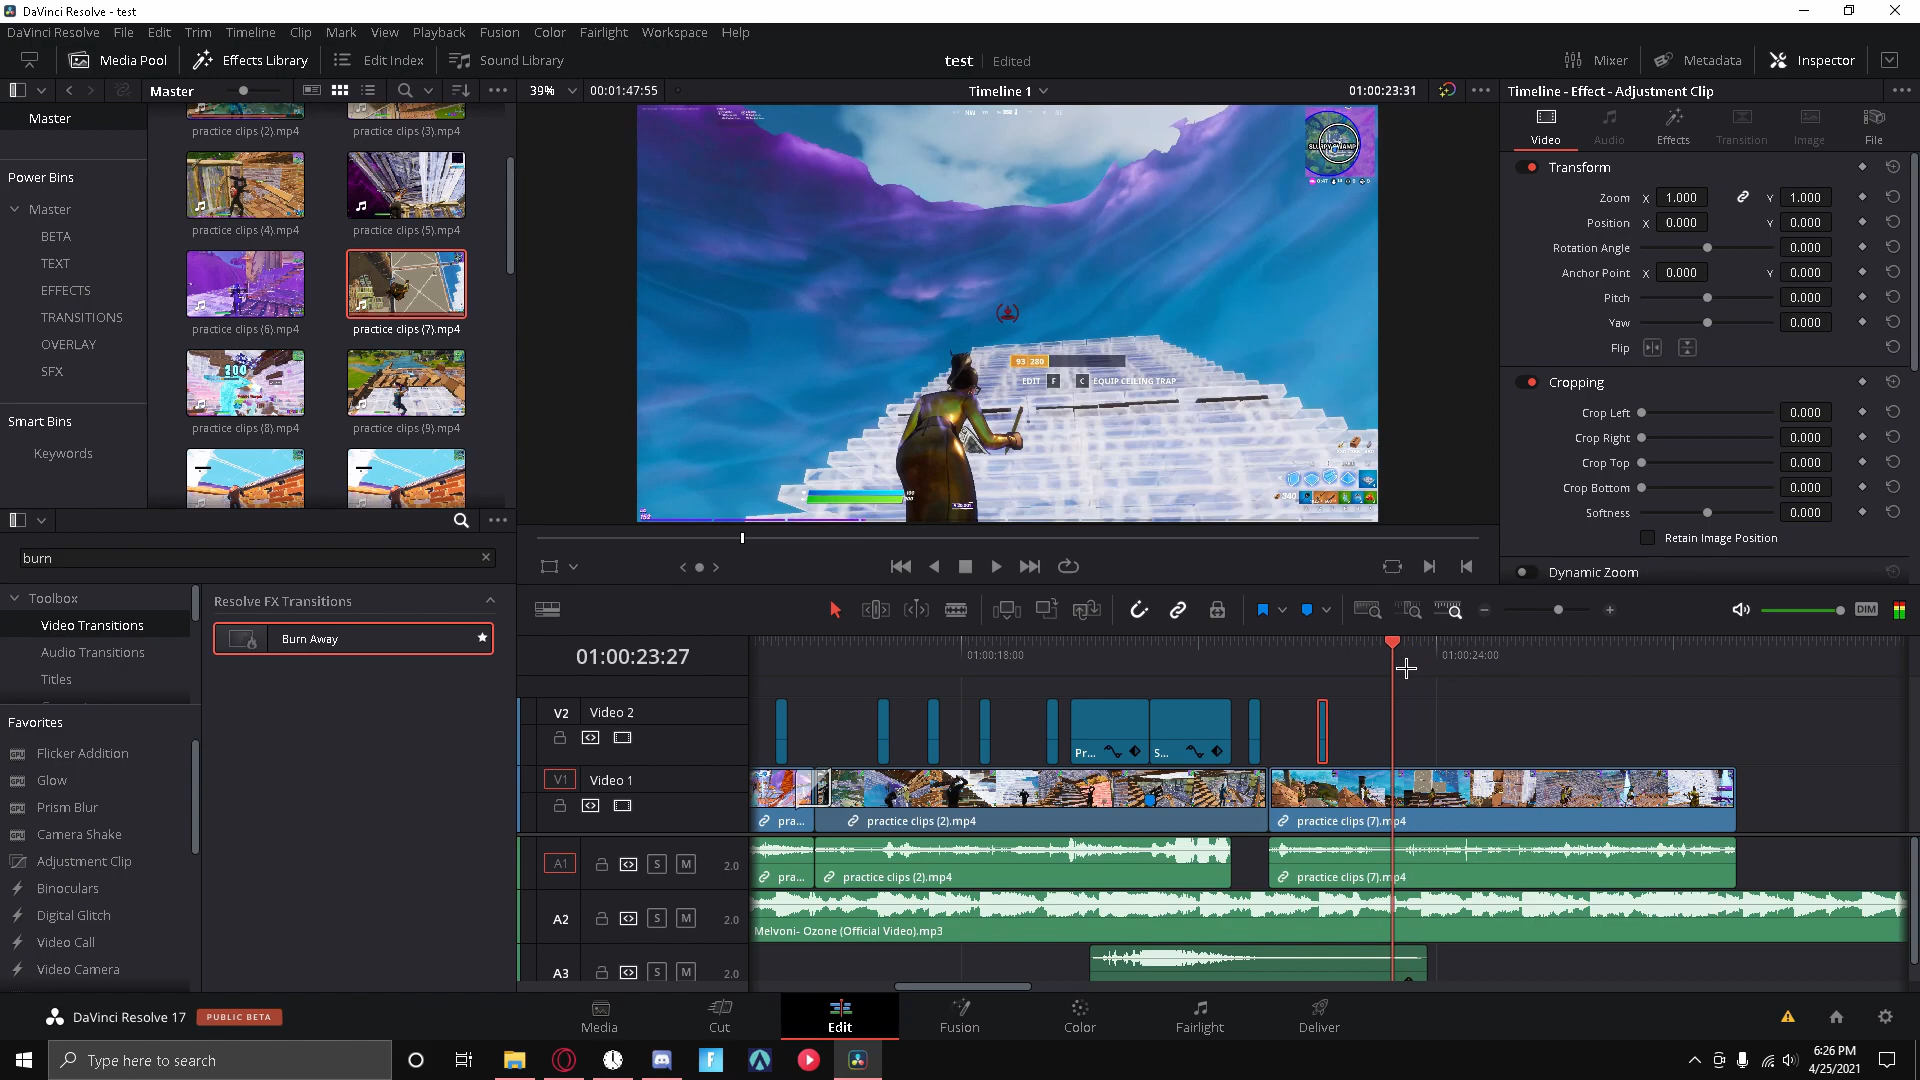 DaVinci Resolve - test
DaVinci Resolve File Edit Trim Timeline Clip Mark View Playback Fusion Color Fairlight Workspace Help
Media Pool Effects Library Edit Index Sound Library test Edited Mixer Metadata Inspector
Master 39% 00:01:47:55 Timeline 1 01:00:23:31 Timeline - Effect - Adjustment Clip
Master
practice clips (2).mp4 practice clips (3).mp4
Power Bins
Master
BETA
TEXT
EFFECTS
TRANSITIONS
OVERLAY
SFX
Smart Bins
Keywords
practice clips (4).mp4 practice clips (5).mp4
practice clips (6).mp4 practice clips (7).mp4
200
practice clips (8).mp4 practice clips (9).mp4
SLURPY SWAMP
93 280
EDIT F C EQUIP CEILING TRAP
340
Video Audio Effects Transition Image File
Transform
Zoom X 1.000 Y 1.000
Position X 0.000 Y 0.000
Rotation Angle 0.000
Anchor Point X 0.000 Y 0.000
Pitch 0.000
Yaw 0.000
Flip
Cropping
Crop Left 0.000
Crop Right 0.000
Crop Top 0.000
Crop Bottom 0.000
Softness 0.000
Retain Image Position
Dynamic Zoom
burn
Toolbox
Video Transitions
Audio Transitions
Titles
Favorites
Flicker Addition
Glow
Prism Blur
Camera Shake
Adjustment Clip
Binoculars
Digital Glitch
Video Call
Video Camera
Resolve FX Transitions
Burn Away
DIM
01:00:23:27 01:00:18:00 01:00:24:00
V2 Video 2
Pr... S...
V1 Video 1
pra... practice clips (2).mp4 practice clips (7).mp4
A1 S M 2.0
pra... practice clips (2).mp4 practice clips (7).mp4
A2 S M 2.0
Melvoni- Ozone (Official Video).mp3
A3 S M 2.0
DaVinci Resolve 17 PUBLIC BETA
Media Cut Edit Fusion Color Fairlight Deliver
Type here to search
6:26 PM
4/25/2021